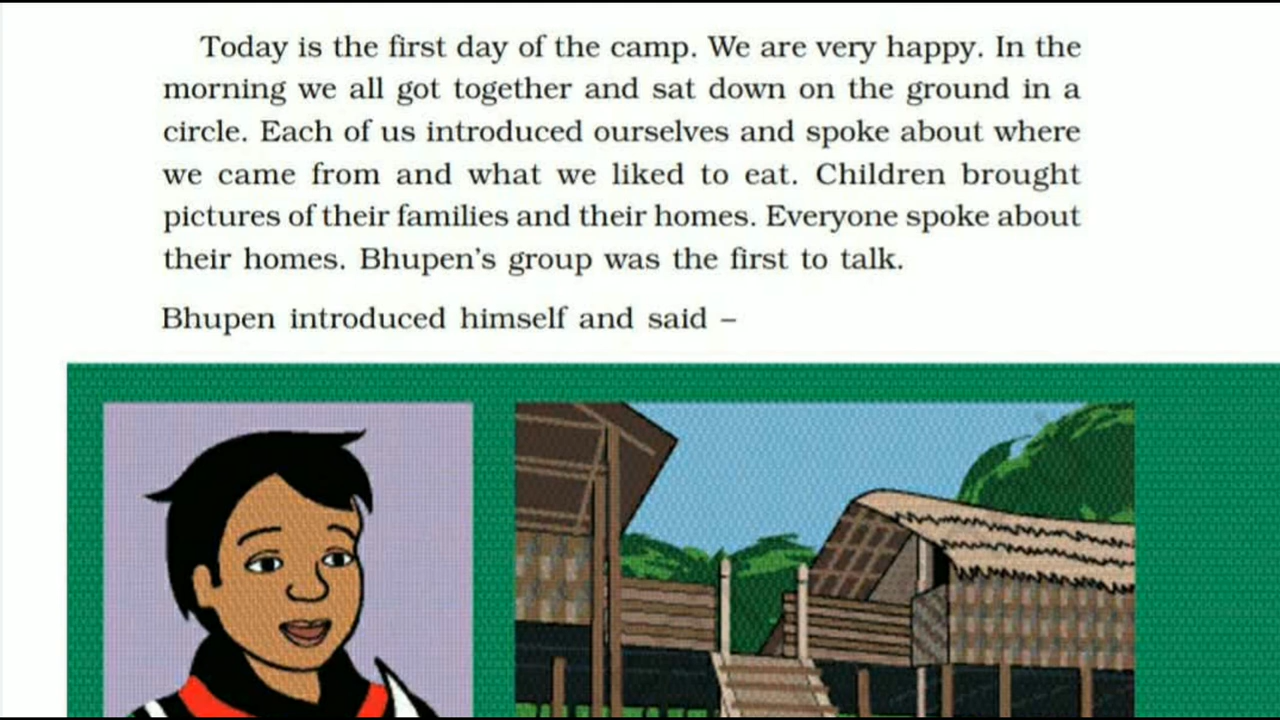 Today is the first day of the camp. We are very happy. In the
morning we all got together and sat down on the ground in a
circle. Each of us introduced ourselves and spoke about where
we came from and what we liked to eat. Children brought
pictures of their families and their homes. Everyone spoke about
their homes. Bhupen’s group was the first to talk.
Bhupen introduced himself and said –